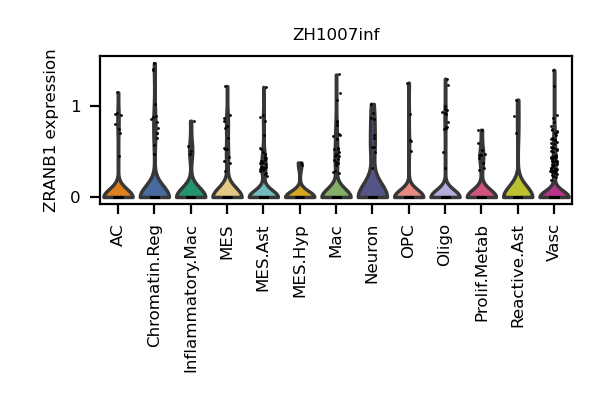 ZH1007inf
ZRANB1 expression
1
0
AC
Chromatin.Reg
Inflammatory.Mac
MES
MES.Ast
MES.Hyp
Mac
Neuron
OPC
Oligo
Prolif.Metab
Reactive.Ast
Vasc